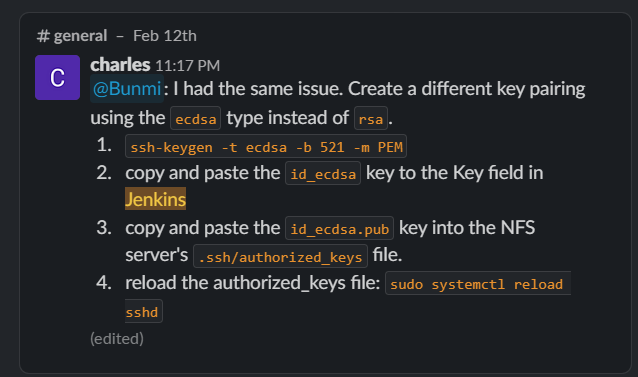 # general – Feb 12th
C
charles 11:17 PM
@Bunmi: I had the same issue. Create a different key pairing
using the ecdsa type instead of rsa.
1. ssh-keygen -t ecdsa -b 521 -m PEM
2. copy and paste the id_ecdsa key to the Key field in
Jenkins
3. copy and paste the id_ecdsa.pub key into the NFS
server's .ssh/authorized_keys file.
4. reload the authorized_keys file: sudo systemctl reload
sshd
(edited)